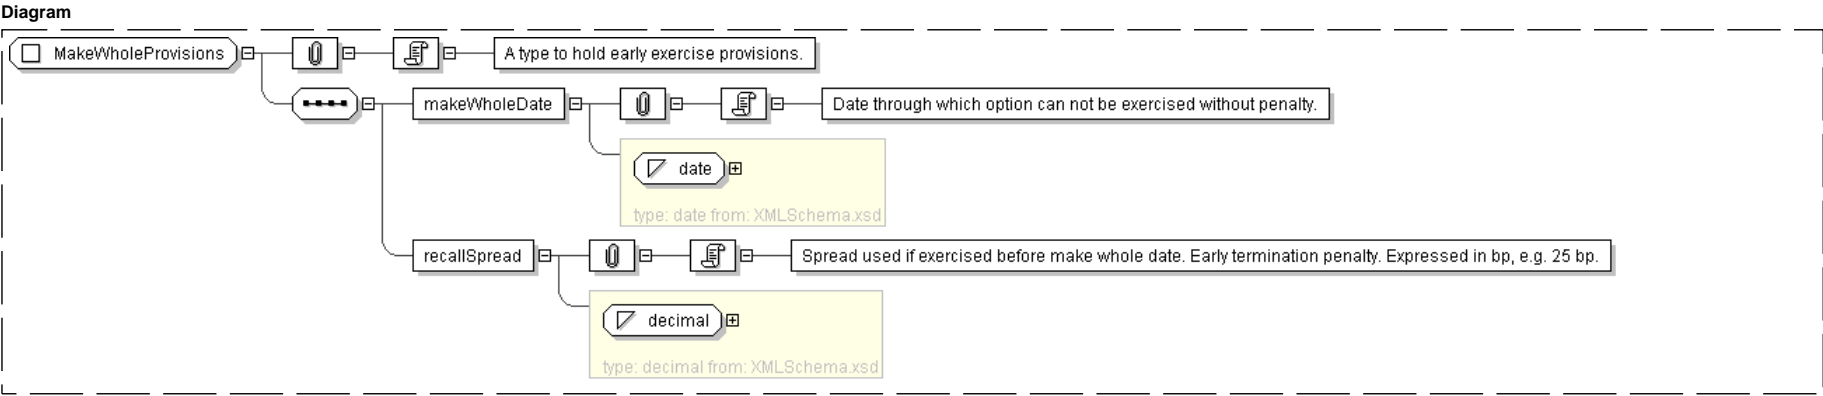 Diagram
MakeWholeProvisions
A type to hold early exercise provisions.
makeWholeDate
Date through which option can not be exercised without penalty.
date
type: date from: XMLSchema.xsd
recallSpread
Spread used if exercised before make whole date. Early termination penalty. Expressed in bp, e.g. 25 bp.
decimal
type: decimal from: XMLSchema.xsd